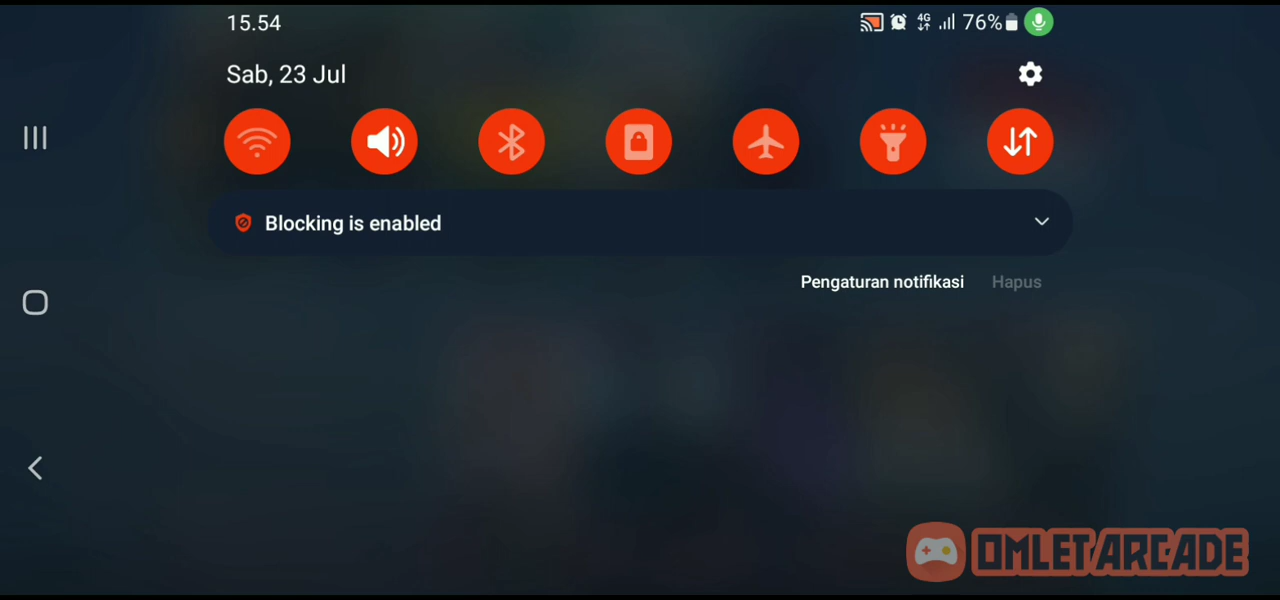 15.54
4G 76%
Sab, 23 Jul
Blocking is enabled
Pengaturan notifikasi Hapus
OMLET ARCADE